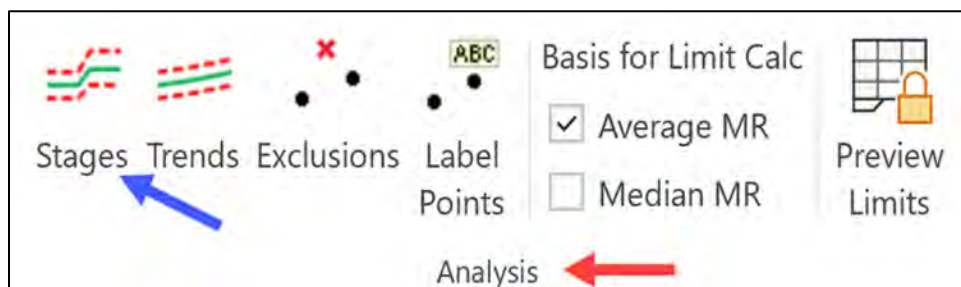 ABC
Basis for Limit Calc
Average MR
Median MR
Stages Trends Exclusions Label
Points
Preview
Limits
Analysis